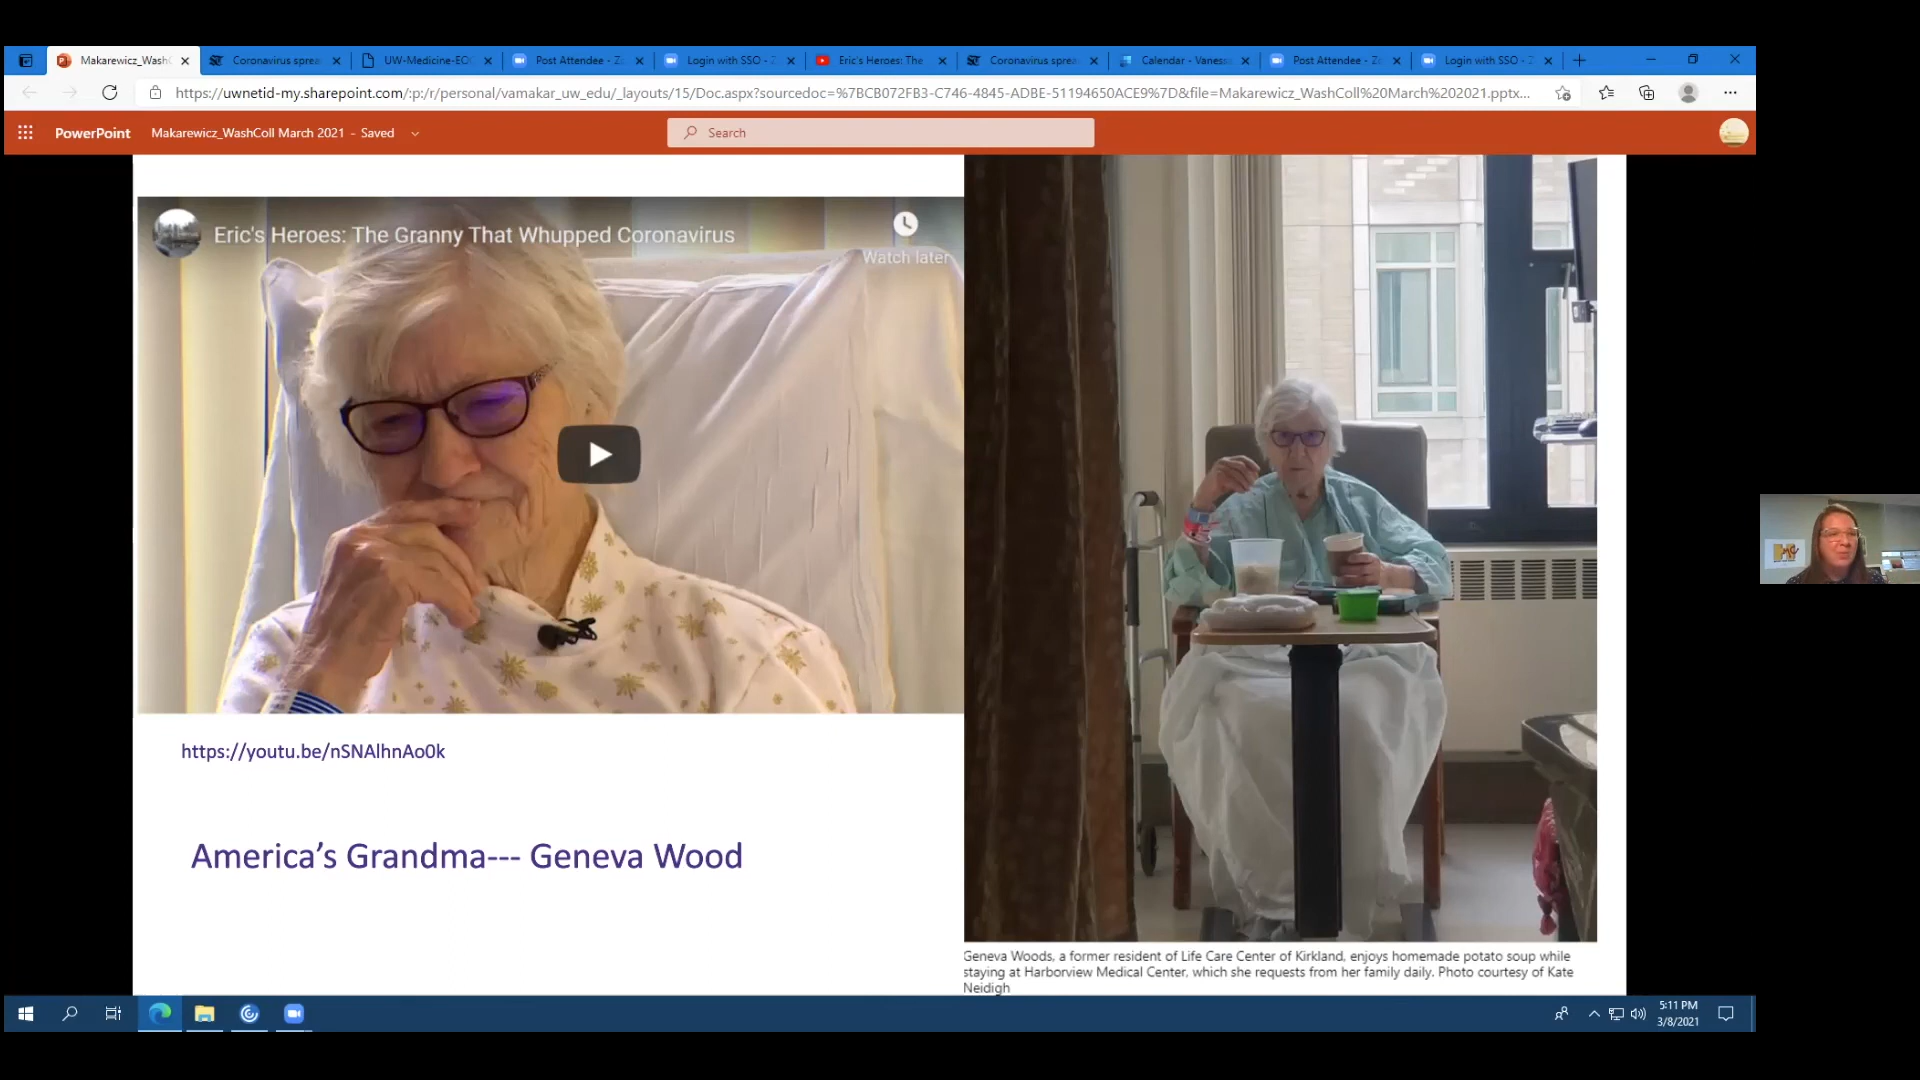 Makarewicz_WashC
Coronavirus sprea
UW-Medicine-EO
Post Attendee - Z
Login with SSO - Z
Eric's Heroes: The
Coronavirus sprea
Calendar - Vaness
Post Attendee - Z
Login with SSO - Z
https://uwnetid-my.sharepoint.com/:p:/r/personal/vamakar_uw_edu/_layouts/15/Doc.aspx?sourcedoc=%7BCB072FB3-C746-4845-ADBE-51194650ACE9%7D&file=Makarewicz_WashColl%20March%202021.pptx...
PowerPoint
Makarewicz_WashColl March 2021 - Saved
Search
Eric's Heroes: The Granny That Whupped Coronavirus
Watch later
https://youtu.be/nSNAlhnAo0k
America's Grandma--- Geneva Wood
Geneva Woods, a former resident of Life Care Center of Kirkland, enjoys homemade potato soup while
staying at Harborview Medical Center, which she requests from her family daily. Photo courtesy of Kate
Neidigh
5:11 PM
3/8/2021